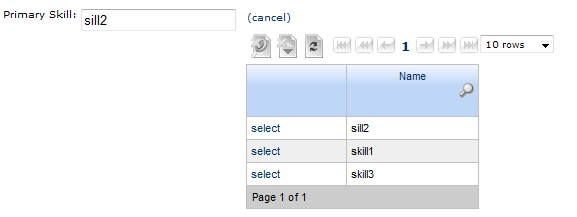 Primary Skill: sill2 (cancel)
1 10 rows
Name
select sill2
select skill1
select skill3
Page 1 of 1